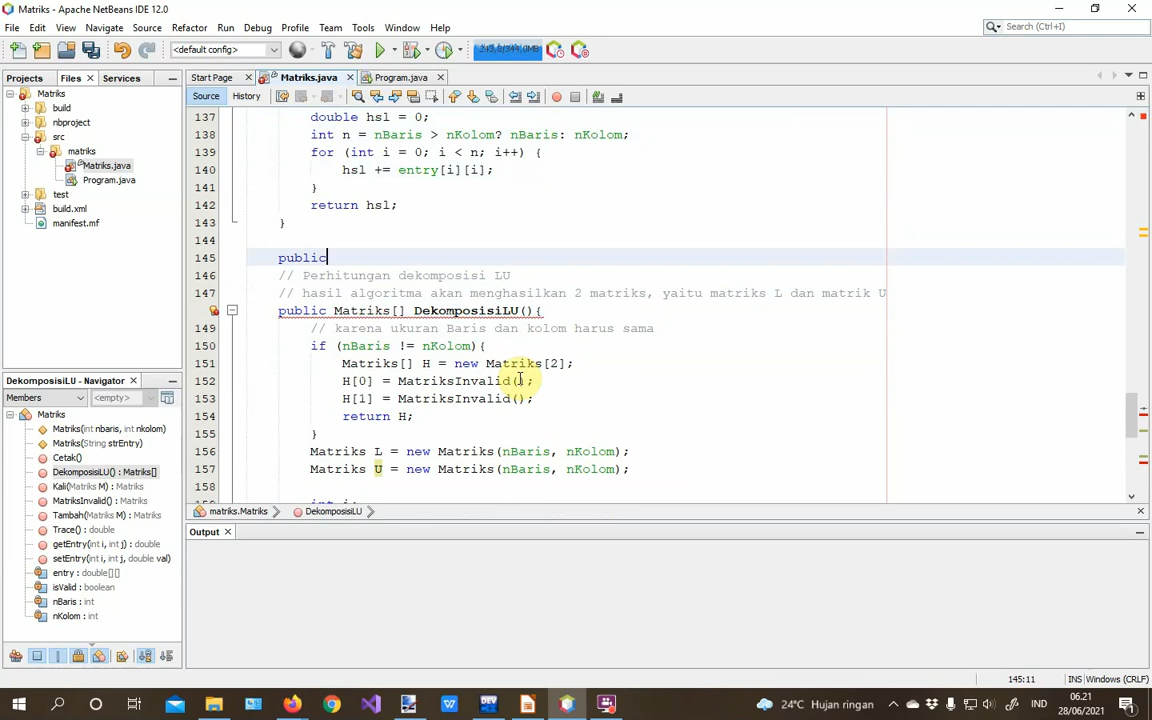 Matriks - Apache NetBeans IDE 12.0
File Edit View Navigate Source Refactor Run Debug Profile Team Tools Window Help
Search (Ctrl+I)
<default config>
Projects Files Services
Start Page Matriks.java Program.java
Source History
Matriks
build
nbproject
src
matriks
Matriks.java
Program.java
test
build.xml
manifest.mf
137 double hsl = 0;
138 int n = nBaris > nKolom? nBaris: nKolom;
139 for (int i = 0; i < n; i++) {
140 hsl += entry[i][i];
141 }
142 return hsl;
143 }
144
145 public
146 // Perhitungan dekomposisi LU
147 // hasil algoritma akan menghasilkan 2 matriks, yaitu matriks L dan matrik U
public Matriks[] DekomposisiLU(){
149 // karena ukuran Baris dan kolom harus sama
150 if (nBaris != nKolom){
151 Matriks[] H = new Matriks[2];
152 H[0] = MatriksInvalid();
153 H[1] = MatriksInvalid();
154 return H;
155 }
156 Matriks L = new Matriks(nBaris, nKolom);
157 Matriks U = new Matriks(nBaris, nKolom);
158
DekomposisiLU - Navigator
Members <empty>
Matriks
Matriks(int nbaris, int nkolom)
Matriks(String strEntry)
Cetak()
DekomposisiLU() : Matriks[]
Kali(Matriks M) : Matriks
MatriksInvalid() : Matriks
Tambah(Matriks M) : Matriks
Trace() : double
getEntry(int i, int j) : double
setEntry(int i, int j, double val)
entry : double[][]
isValid : boolean
nBaris : int
nKolom : int
matriks.Matriks DekomposisiLU
Output
145:11 INS Windows (CRLF)
24°C Hujan ringan
IND
06.21
28/06/2021